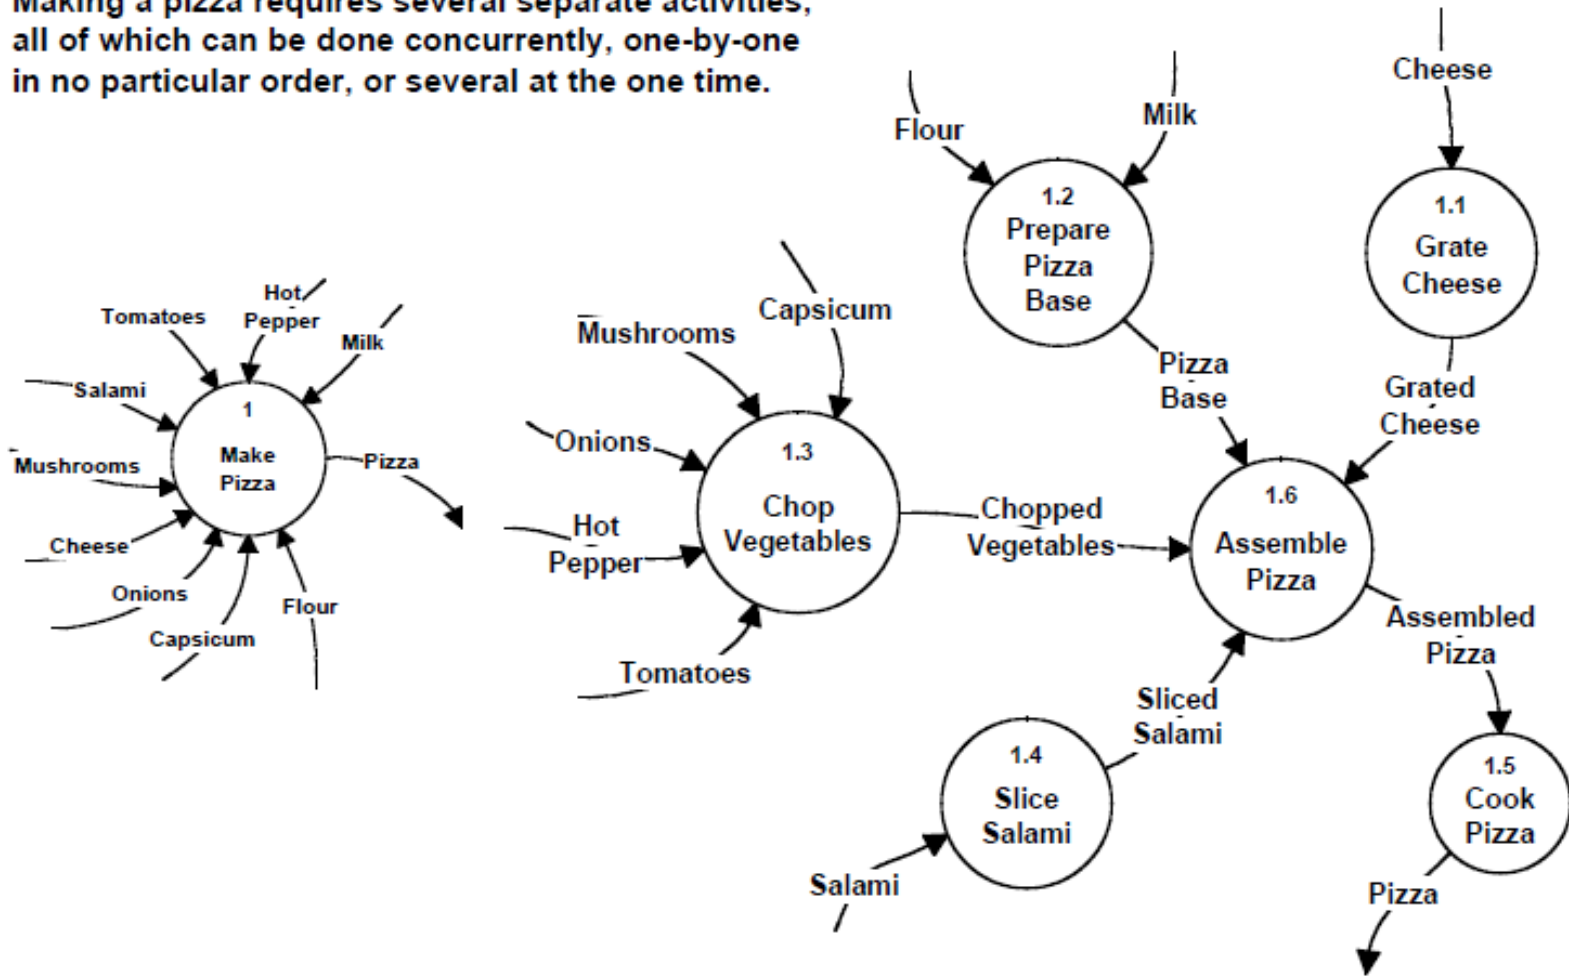 Making a pizza requires several separate activities,
all of which can be done concurrently, one-by-one
in no particular order, or several at the one time.
Hot
Pepper
Tomatoes
Milk
Salami
1
Make
Pizza
Pizza
Mushrooms
Cheese
Onions
Flour
Capsicum
Capsicum
Mushrooms
Onions
Hot
Pepper
Tomatoes
1.3
Chop
Vegetables
Chopped
Vegetables
Flour
Milk
1.2
Prepare
Pizza
Base
Pizza
Base
Cheese
1.1
Grate
Cheese
Grated
Cheese
1.6
Assemble
Pizza
Assembled
Pizza
Salami
1.4
Slice
Salami
Sliced
Salami
1.5
Cook
Pizza
Pizza